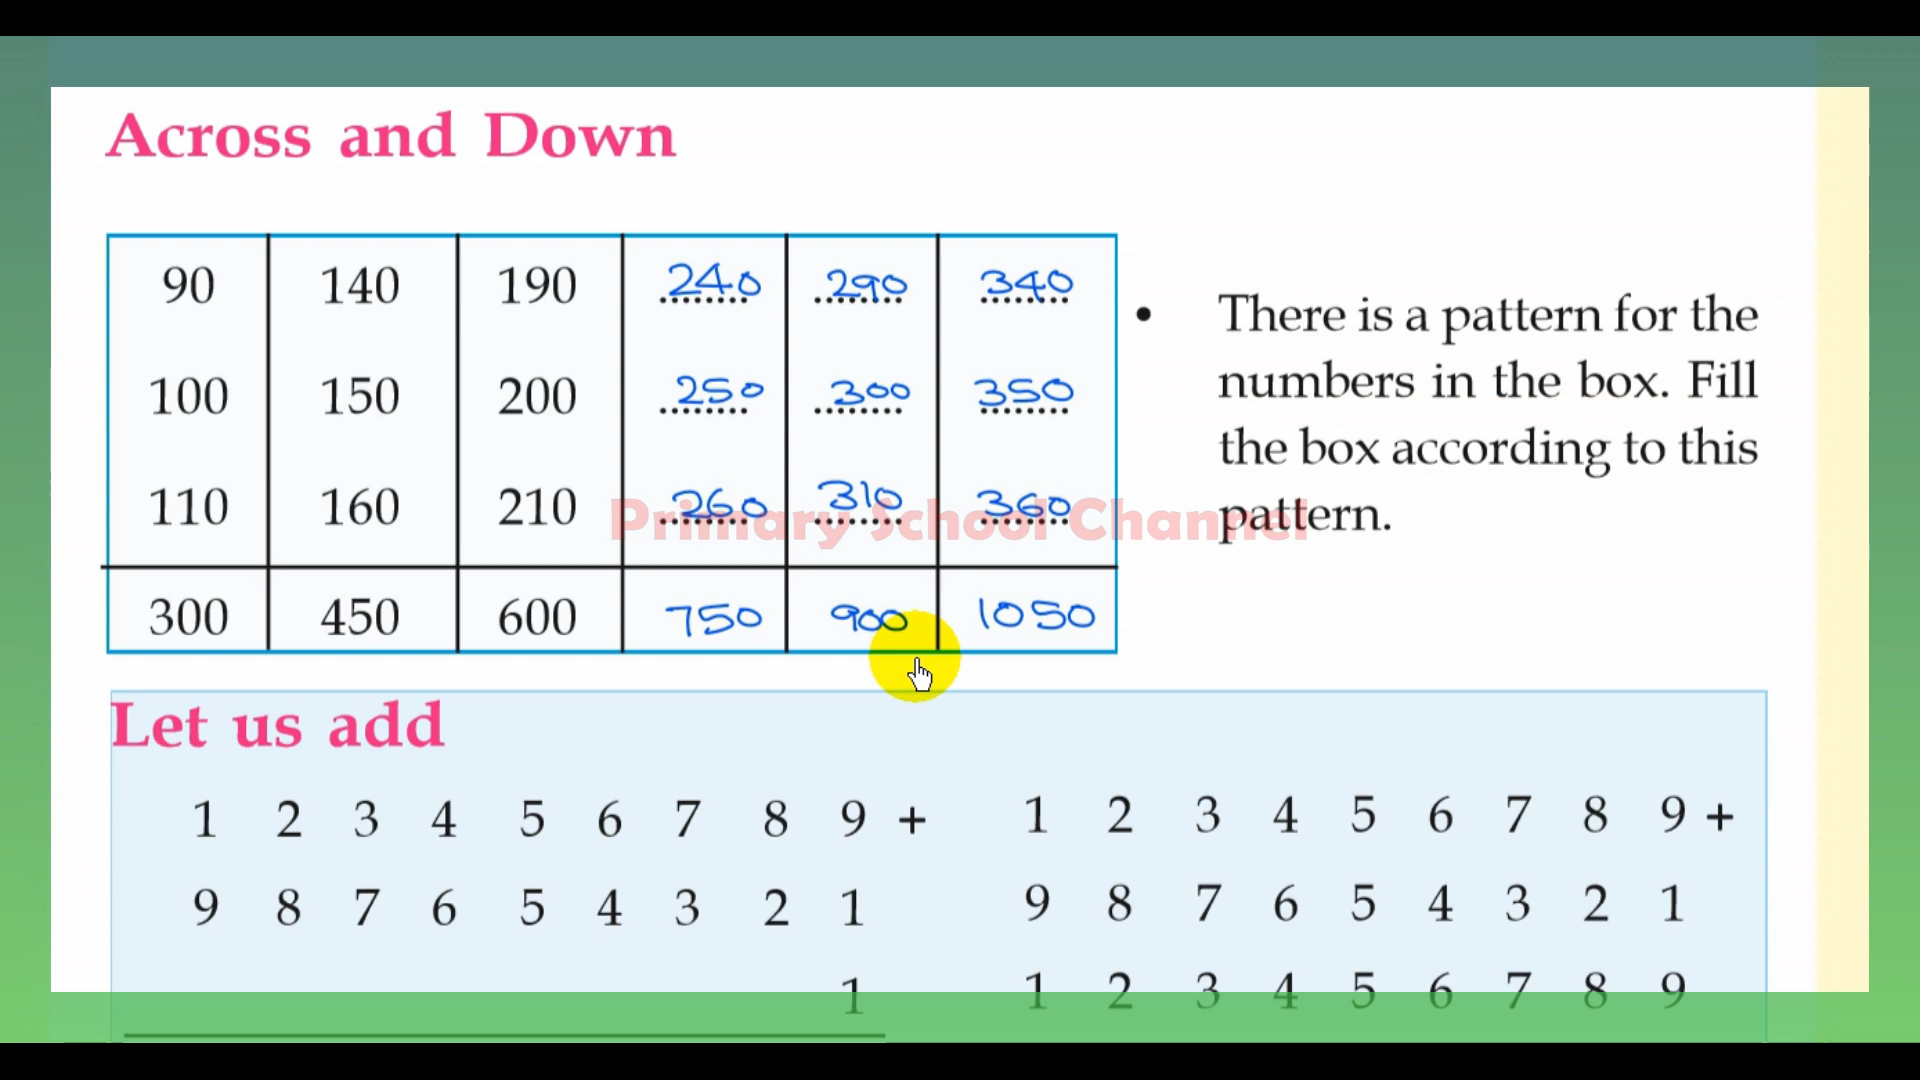 Across and Down
90 140 190 240 290 340
100 150 200 250 300 350
110 160 210 260 310 360
300 450 600 750 900 1050
• There is a pattern for the
numbers in the box. Fill
the box according to this
pattern.
Primary School Channel
Let us add
1 2 3 4 5 6 7 8 9 +
9 8 7 6 5 4 3 2 1
1
1 2 3 4 5 6 7 8 9 +
9 8 7 6 5 4 3 2 1
1 2 3 4 5 6 7 8 9